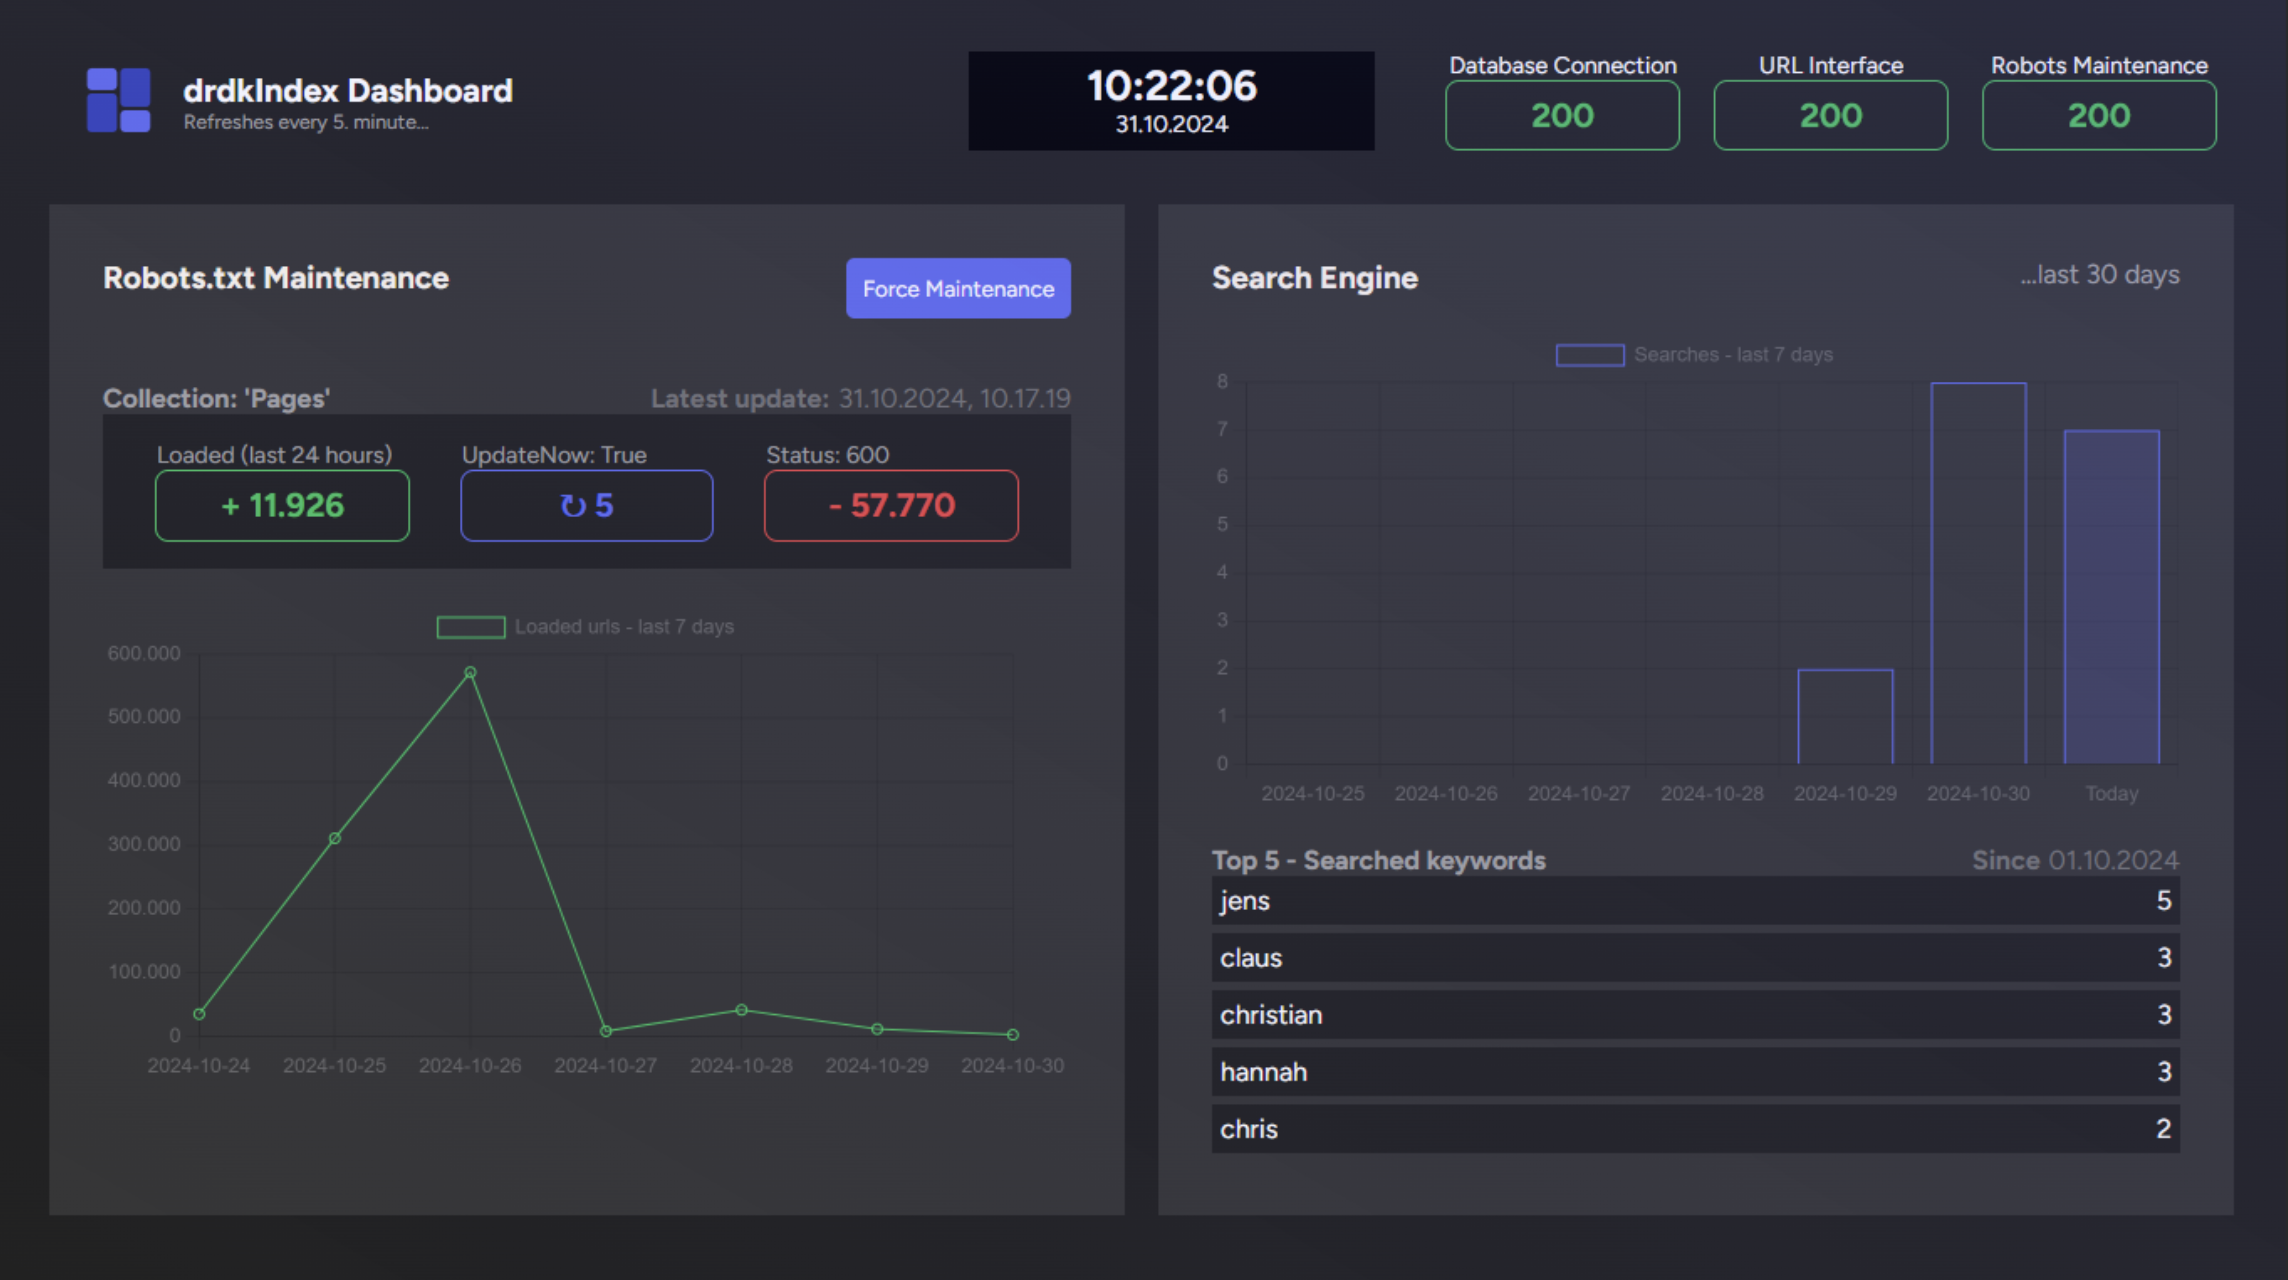 drdkIndex Dashboard
Refreshes every 5. minute...
10:22:06
31.10.2024
Database Connection
200
URL Interface
200
Robots Maintenance
200
Robots.txt Maintenance
Force Maintenance
Collection: 'Pages'
Latest update: 31.10.2024, 10.17.19
Loaded (last 24 hours)
+ 11.926
UpdateNow: True
↻ 5
Status: 600
- 57.770
Loaded urls - last 7 days
600.000
500.000
400.000
300.000
200.000
100.000
0
2024-10-24 2024-10-25 2024-10-26 2024-10-27 2024-10-28 2024-10-29 2024-10-30
Search Engine
...last 30 days
Searches - last 7 days
8
7
6
5
4
3
2
1
0
2024-10-25 2024-10-26 2024-10-27 2024-10-28 2024-10-29 2024-10-30 Today
Top 5 - Searched keywords
Since 01.10.2024
jens 5
claus 3
christian 3
hannah 3
chris 2